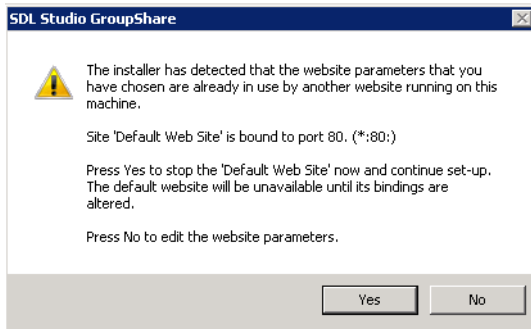 SDL Studio GroupShare
The installer has detected that the website parameters that you
have chosen are already in use by another website running on this
machine.
Site 'Default Web Site' is bound to port 80. (*:80:)
Press Yes to stop the 'Default Web Site' now and continue set-up.
The default website will be unavailable until its bindings are
altered.
Press No to edit the website parameters.
Yes No